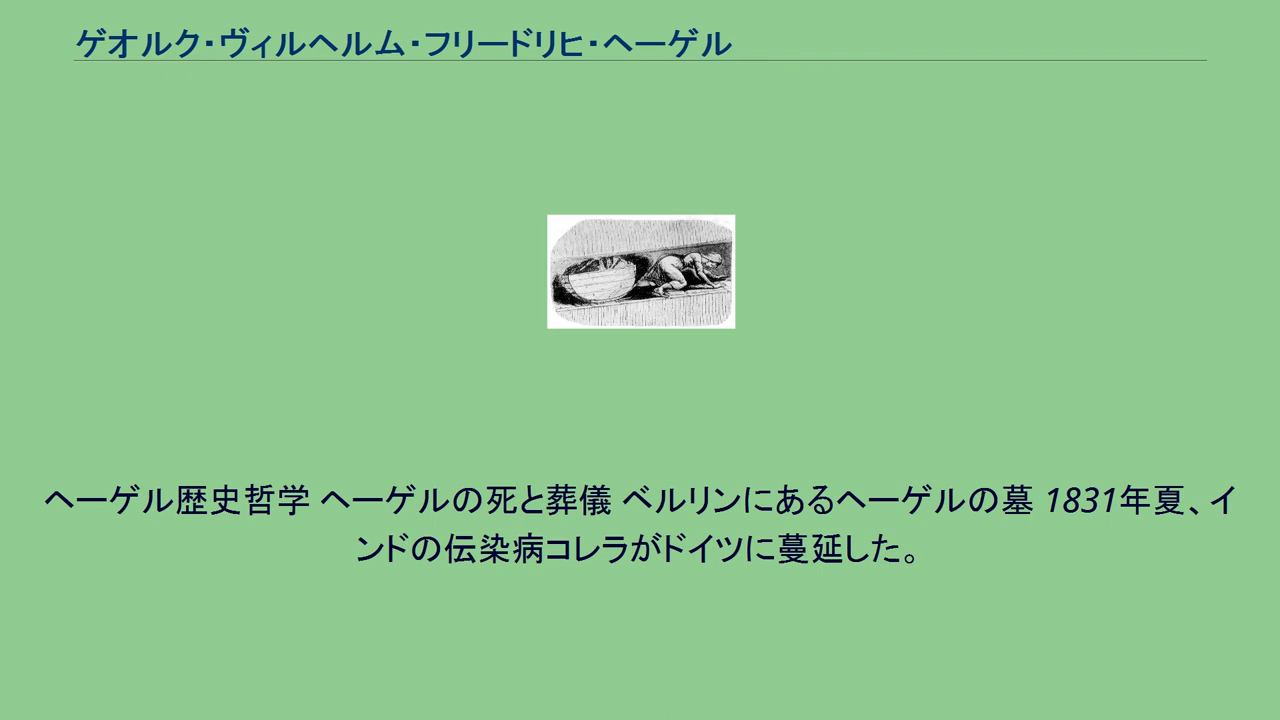 ゲオルク・ヴィルヘルム・フリードリヒ・ヘーゲル
ヘーゲル歴史哲学 ヘーゲルの死と葬儀 ベルリンにあるヘーゲルの墓 1831年夏、イ
ンドの伝染病コレラがドイツに蔓延した。